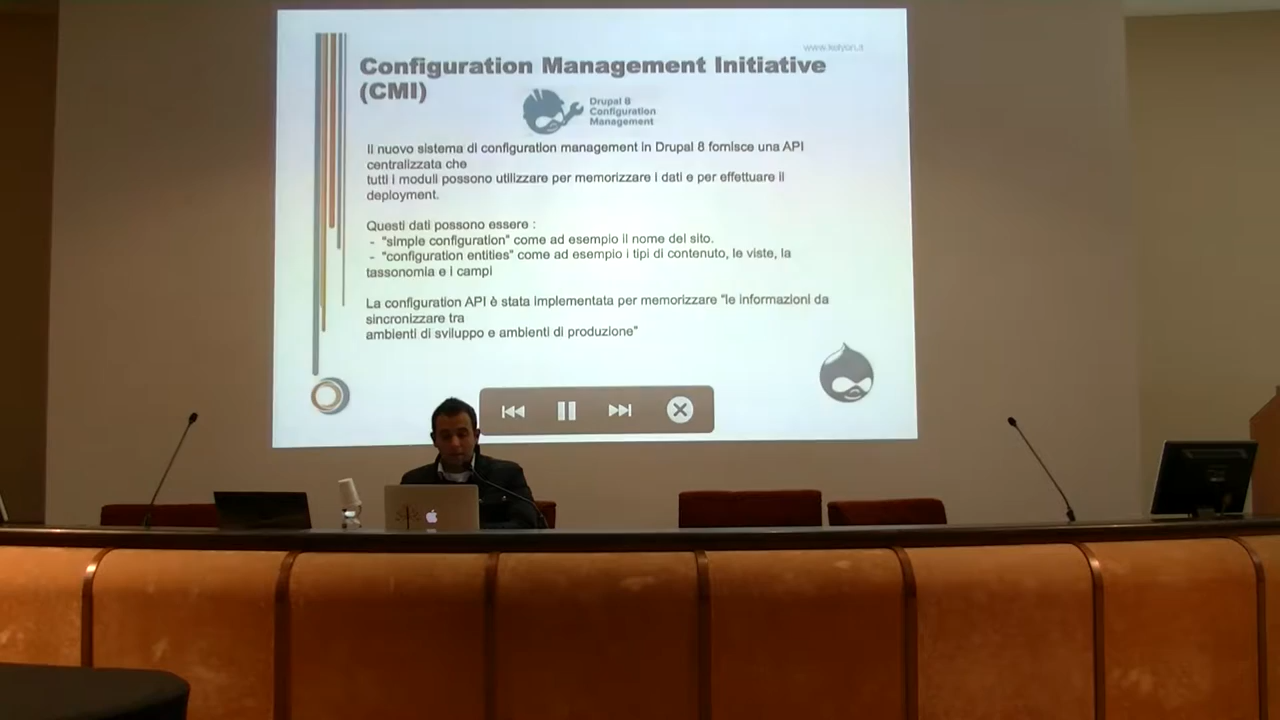 www.kelyon.it
Configuration Management Initiative
(CMI)
Drupal 8
Configuration
Management
Il nuovo sistema di configuration management in Drupal 8 fornisce una API
centralizzata che
tutti i moduli possono utilizzare per memorizzare i dati e per effettuare il
deployment.
Questi dati possono essere :
- "simple configuration" come ad esempio il nome del sito.
- "configuration entities" come ad esempio i tipi di contenuto, le viste, la
tassonomia e i campi
La configuration API è stata implementata per memorizzare "le informazioni da
sincronizzare tra
ambienti di sviluppo e ambienti di produzione"